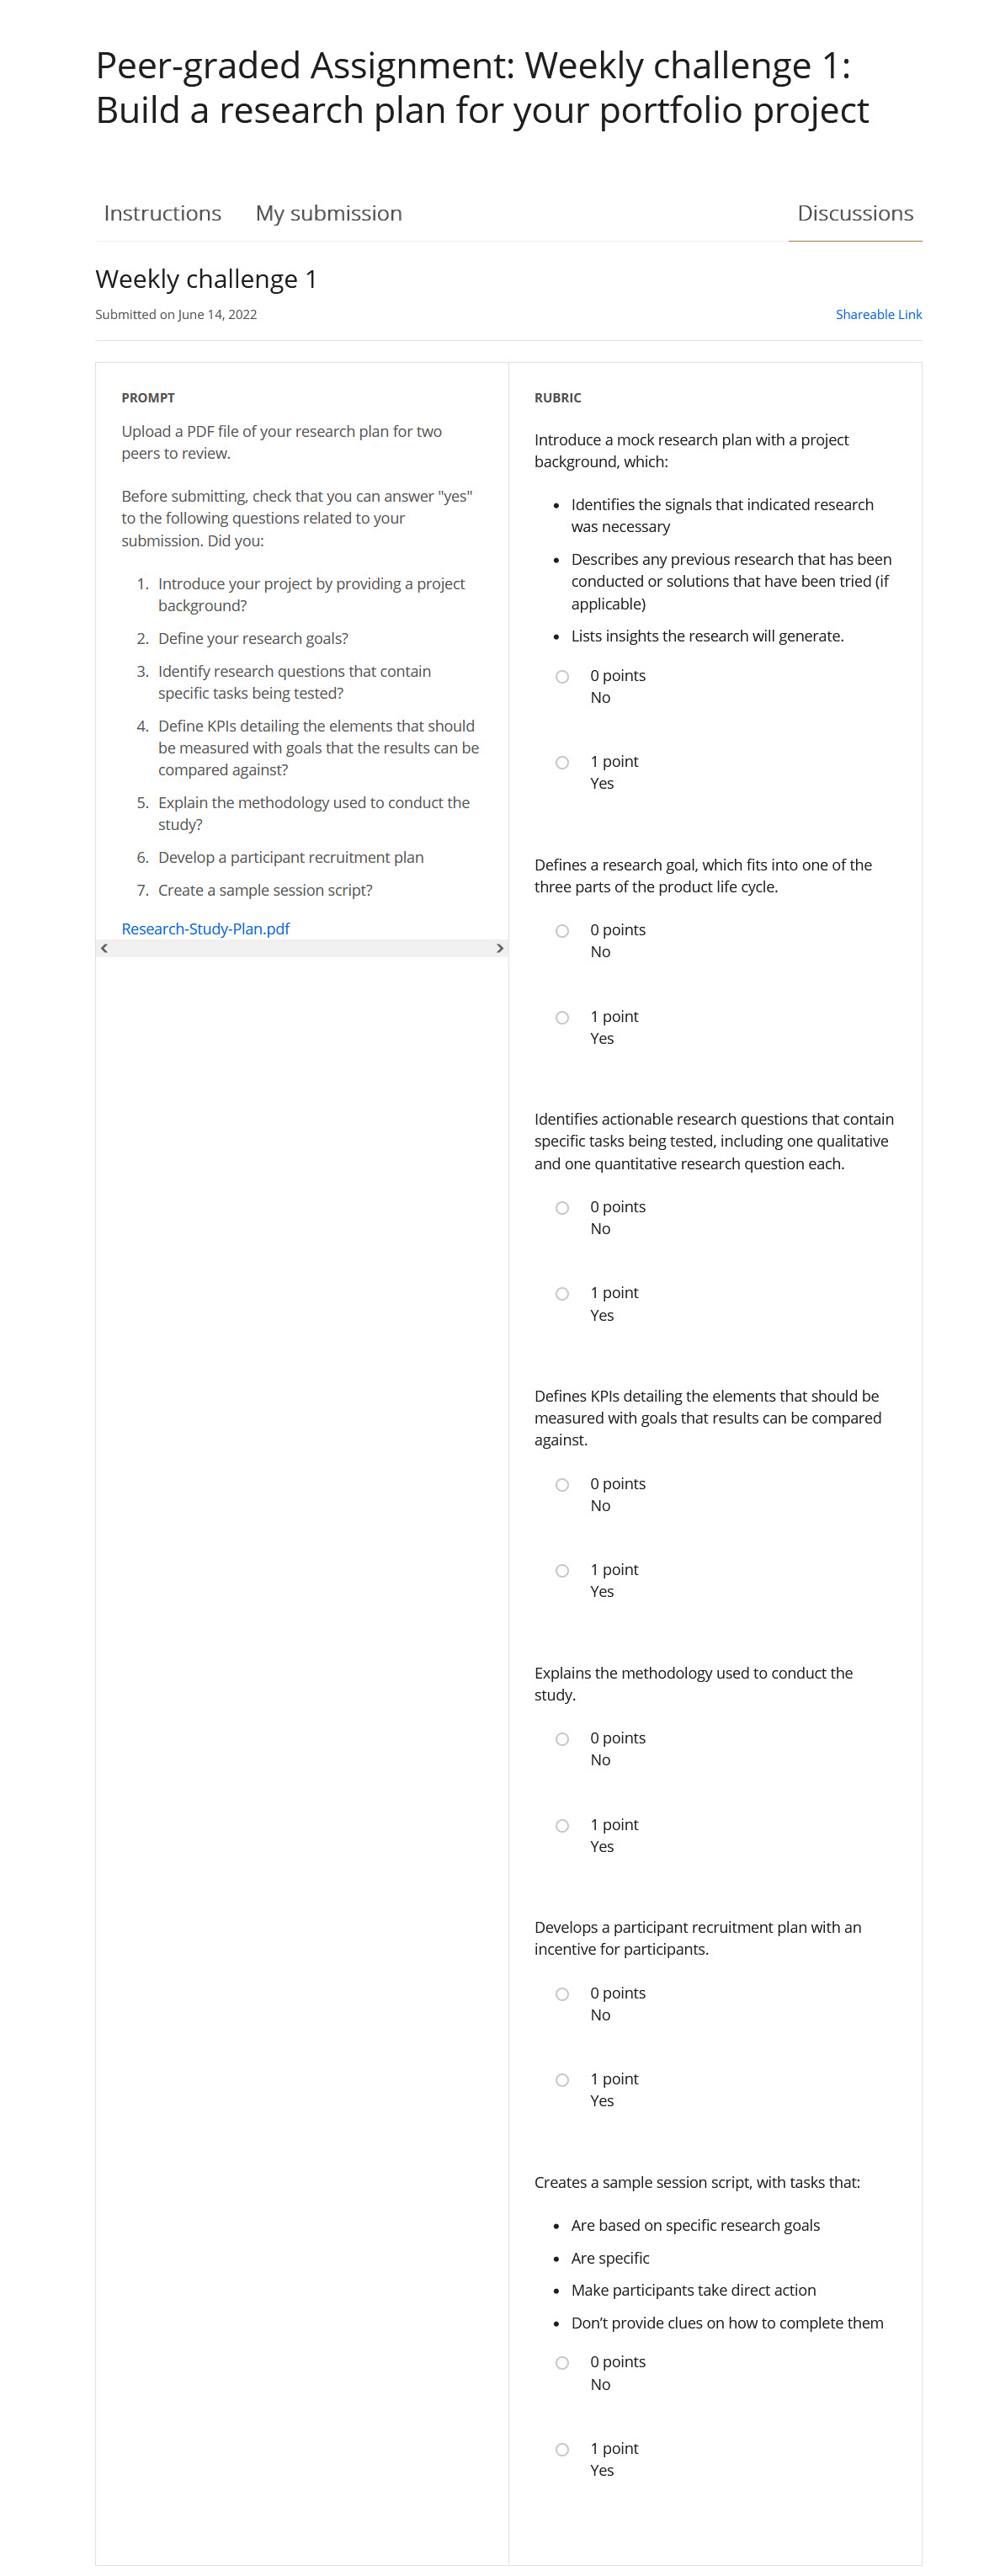 Peer-graded Assignment: Weekly challenge 1:
Build a research plan for your portfolio project
Instructions
My submission
Discussions
Weekly challenge 1
Submitted on June 14, 2022
Shareable Link
PROMPT
Upload a PDF file of your research plan for two
peers to review.
Before submitting, check that you can answer "yes"
to the following questions related to your
submission. Did you:
1. Introduce your project by providing a project
background?
2. Define your research goals?
3. Identify research questions that contain
specific tasks being tested?
4. Define KPIs detailing the elements that should
be measured with goals that the results can be
compared against?
5. Explain the methodology used to conduct the
study?
6. Develop a participant recruitment plan
7. Create a sample session script?
Research-Study-Plan.pdf
RUBRIC
Introduce a mock research plan with a project
background, which:
• Identifies the signals that indicated research
was necessary
• Describes any previous research that has been
conducted or solutions that have been tried (if
applicable)
• Lists insights the research will generate.
0 points
No
1 point
Yes
Defines a research goal, which fits into one of the
three parts of the product life cycle.
0 points
No
1 point
Yes
Identifies actionable research questions that contain
specific tasks being tested, including one qualitative
and one quantitative research question each.
0 points
No
1 point
Yes
Defines KPIs detailing the elements that should be
measured with goals that results can be compared
against.
0 points
No
1 point
Yes
Explains the methodology used to conduct the
study.
0 points
No
1 point
Yes
Develops a participant recruitment plan with an
incentive for participants.
0 points
No
1 point
Yes
Creates a sample session script, with tasks that:
• Are based on specific research goals
• Are specific
• Make participants take direct action
• Don't provide clues on how to complete them
0 points
No
1 point
Yes